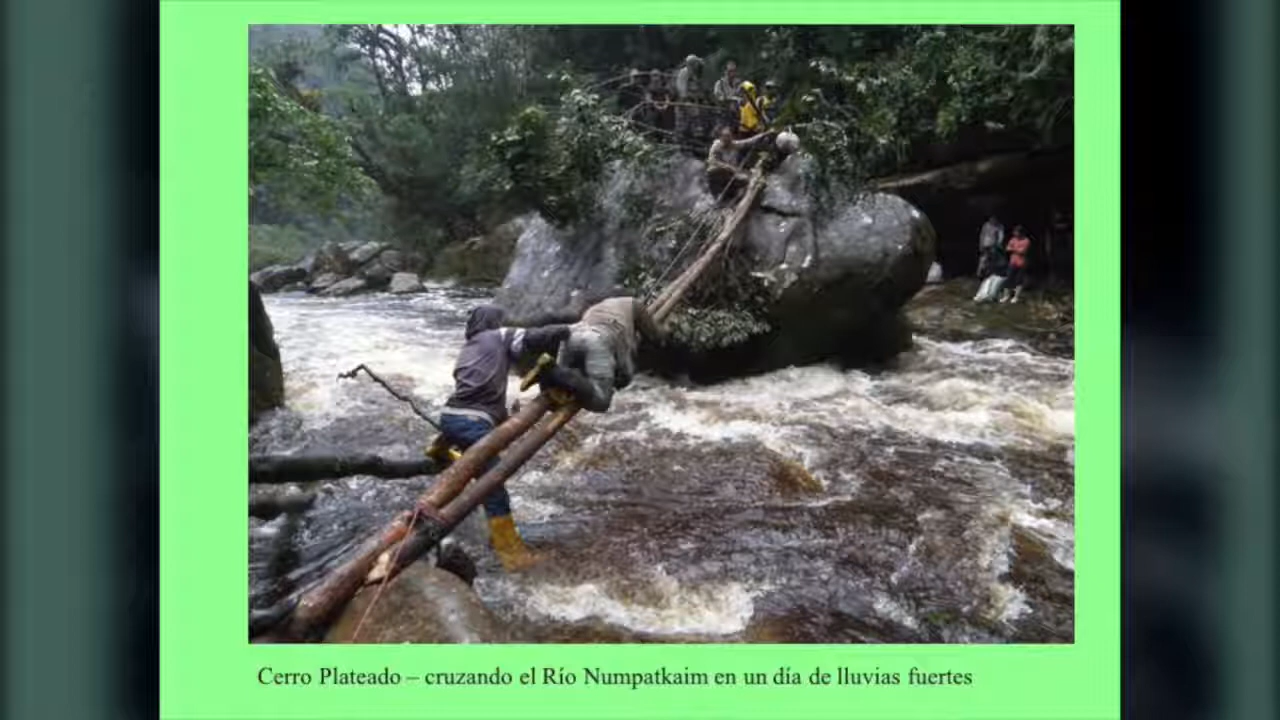 Cerro Plateado – cruzando el Río Numpatkaim en un día de lluvias fuertes